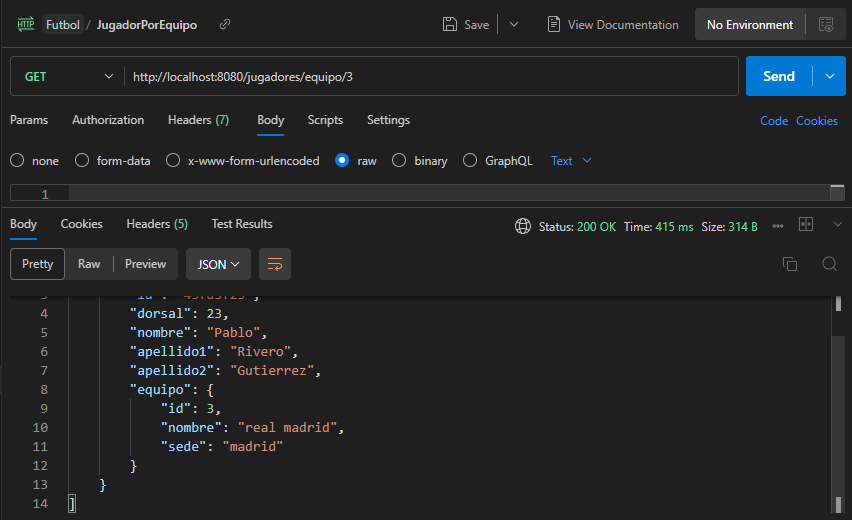 HTTP Futbol / JugadorPorEquipo Save View Documentation No Environment
GET http://localhost:8080/jugadores/equipo/3 Send
Params Authorization Headers (7) Body Scripts Settings Code Cookies
none form-data x-www-form-urlencoded raw binary GraphQL Text
1
Body Cookies Headers (5) Test Results Status: 200 OK Time: 415 ms Size: 314 B
Pretty Raw Preview JSON
4 "dorsal": 23,
5 "nombre": "Pablo",
6 "apellido1": "Rivero",
7 "apellido2": "Gutierrez",
8 "equipo": {
9 "id": 3,
10 "nombre": "real madrid",
11 "sede": "madrid"
12 }
13 }
14 ]